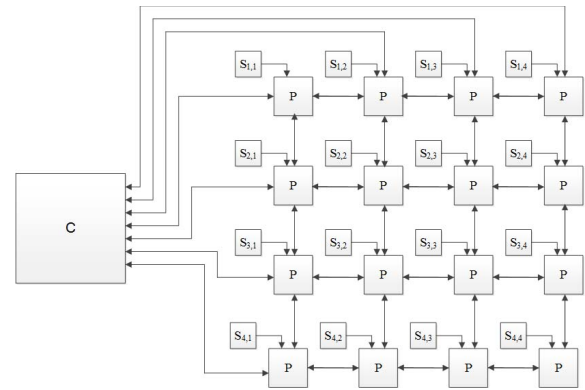 S1,1 S1,2 S1,3 S1,4
P P P P
S2,1 S2,2 S2,3 S2,4
P P P P
C
S3,1 S3,2 S3,3 S3,4
P P P P
S4,1 S4,2 S4,3 S4,4
P P P P